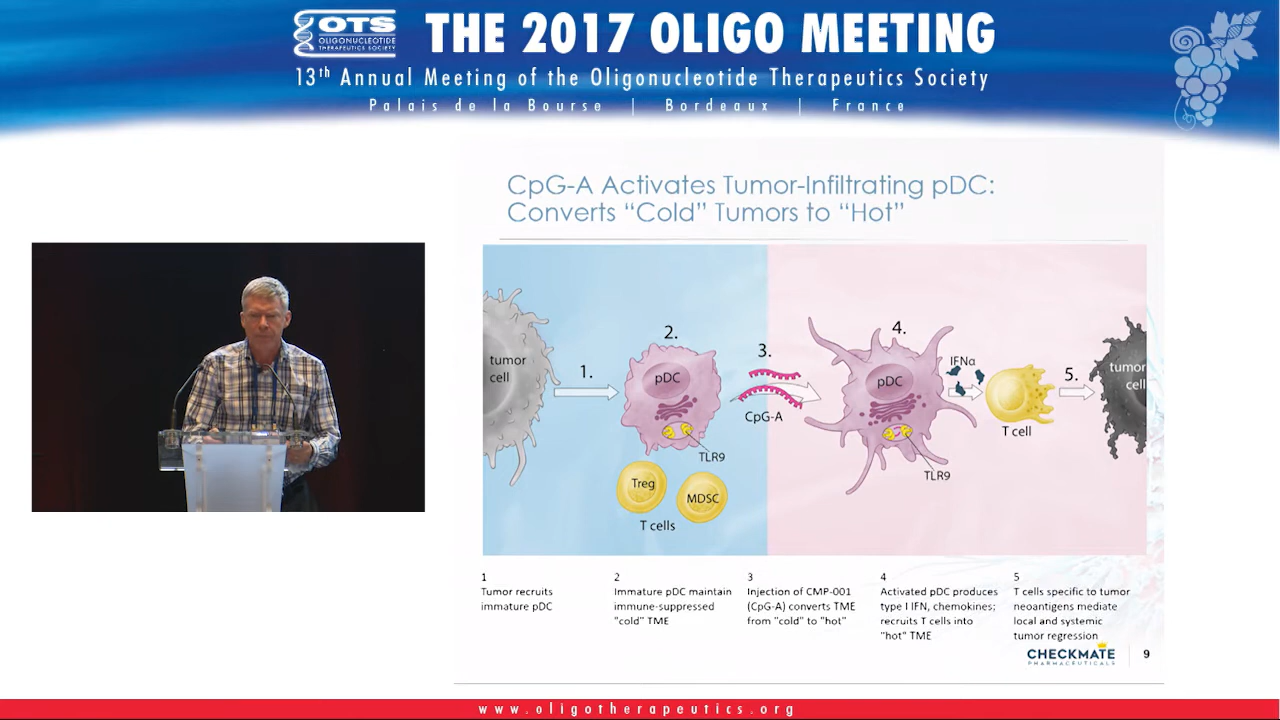 OTS
OLIGONUCLEOTIDE
THERAPEUTICS SOCIETY
THE 2017 OLIGO MEETING
13th Annual Meeting of the Oligonucleotide Therapeutics Society
Palais de la Bourse | Bordeaux | France
CpG-A Activates Tumor-Infiltrating pDC:
Converts “Cold” Tumors to “Hot”
tumor
cell
1.
2.
pDC
TLR9
Treg
MDSC
T cells
3.
CpG-A
4.
pDC
TLR9
IFNα
T cell
5.
tumor
cell
1
Tumor recruits
immature pDC
2
Immature pDC maintain
immune-suppressed
"cold" TME
3
Injection of CMP-001
(CpG-A) converts TME
from "cold" to "hot"
4
Activated pDC produces
type I IFN, chemokines;
recruits T cells into
"hot" TME
5
T cells specific to tumor
neoantigens mediate
local and systemic
tumor regression
CHECKMATE
PHARMACEUTICALS
9
www.oligotherapeutics.org